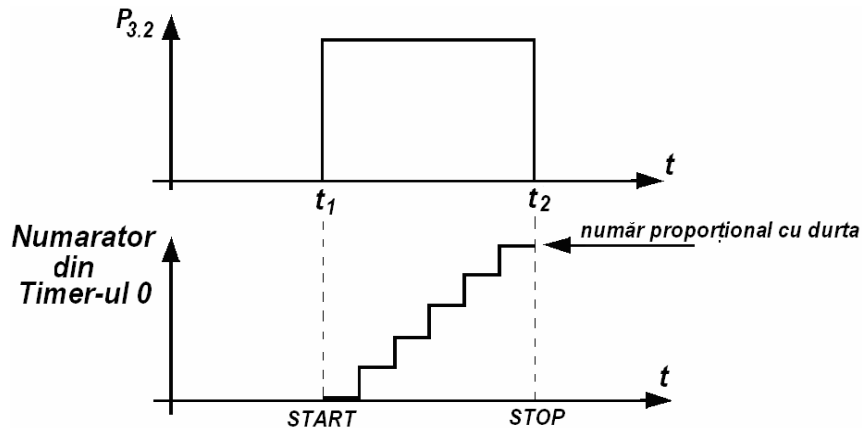 P3.2
t
t1
t2
Numarator
din
Timer-ul 0
număr proporțional cu durta
t
START
STOP